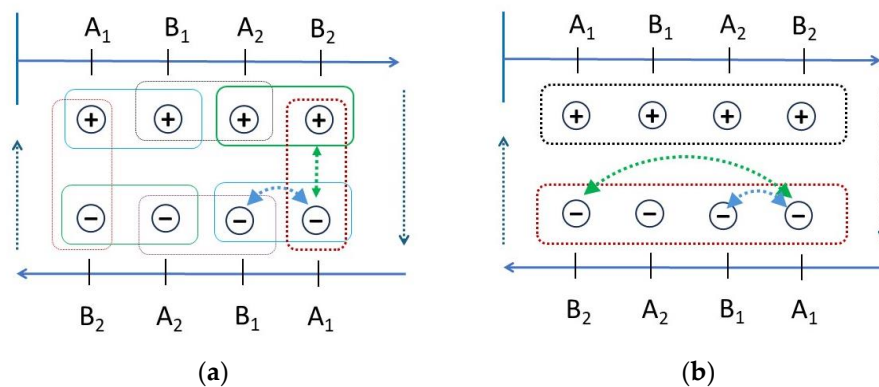 A₁ B₁ A₂ B₂
+ + + +
− − − −
B₂ A₂ B₁ A₁
(a)
A₁ B₁ A₂ B₂
+ + + +
− − − −
B₂ A₂ B₁ A₁
(b)